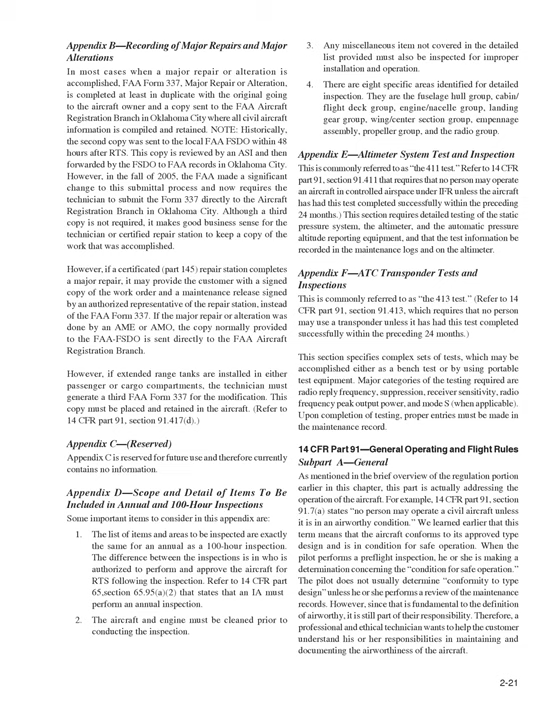 Appendix B—Recording of Major Repairs and Major
Alterations
In most cases when a major repair or alteration is
accomplished, FAA Form 337, Major Repair or Alteration,
is completed at least in duplicate with the original going
to the aircraft owner and a copy sent to the FAA Aircraft
Registration Branch in Oklahoma City where all civil aircraft
information is compiled and retained. NOTE: Historically,
the second copy was sent to the local FAA FSDO within 48
hours after RTS. This copy is reviewed by an ASI and then
forwarded by the FSDO to FAA records in Oklahoma City.
However, in the fall of 2005, the FAA made a significant
change to this submittal process and now requires the
technician to submit the Form 337 directly to the Aircraft
Registration Branch in Oklahoma City. Although a third
copy is not required, it makes good business sense for the
technician or certified repair station to keep a copy of the
work that was accomplished.
However, if a certificated (part 145) repair station completes
a major repair, it may provide the customer with a signed
copy of the work order and a maintenance release signed
by an authorized representative of the repair station, instead
of the FAA Form 337. If the major repair or alteration was
done by an AME or AMO, the copy normally provided
to the FAA-FSDO is sent directly to the FAA Aircraft
Registration Branch.
However, if extended range tanks are installed in either
passenger or cargo compartments, the technician must
generate a third FAA Form 337 for the modification. This
copy must be placed and retained in the aircraft. (Refer to
14 CFR part 91, section 91.417(d).)
Appendix C—(Reserved)
Appendix C is reserved for future use and therefore currently
contains no information.
Appendix D—Scope and Detail of Items To Be
Included in Annual and 100-Hour Inspections
Some important items to consider in this appendix are:
1. The list of items and areas to be inspected are exactly
the same for an annual as a 100-hour inspection.
The difference between the inspections is in who is
authorized to perform and approve the aircraft for
RTS following the inspection. Refer to 14 CFR part
65,section 65.95(a)(2) that states that an IA must
perform an annual inspection.
2. The aircraft and engine must be cleaned prior to
conducting the inspection.
3. Any miscellaneous item not covered in the detailed
list provided must also be inspected for improper
installation and operation.
4. There are eight specific areas identified for detailed
inspection. They are the fuselage hull group, cabin/
flight deck group, engine/nacelle group, landing
gear group, wing/center section group, empennage
assembly, propeller group, and the radio group.
Appendix E—Altimeter System Test and Inspection
This is commonly referred to as “the 411 test.” Refer to 14 CFR
part 91, section 91.411 that requires that no person may operate
an aircraft in controlled airspace under IFR unless the aircraft
has had this test completed successfully within the preceding
24 months.) This section requires detailed testing of the static
pressure system, the altimeter, and the automatic pressure
altitude reporting equipment, and that the test information be
recorded in the maintenance logs and on the altimeter.
Appendix F—ATC Transponder Tests and
Inspections
This is commonly referred to as “the 413 test.” (Refer to 14
CFR part 91, section 91.413, which requires that no person
may use a transponder unless it has had this test completed
successfully within the preceding 24 months.)
This section specifies complex sets of tests, which may be
accomplished either as a bench test or by using portable
test equipment. Major categories of the testing required are
radio reply frequency, suppression, receiver sensitivity, radio
frequency peak output power, and mode S (when applicable).
Upon completion of testing, proper entries must be made in
the maintenance record.
14 CFR Part 91—General Operating and Flight Rules
Subpart A—General
As mentioned in the brief overview of the regulation portion
earlier in this chapter, this part is actually addressing the
operation of the aircraft. For example, 14 CFR part 91, section
91.7(a) states “no person may operate a civil aircraft unless
it is in an airworthy condition.” We learned earlier that this
term means that the aircraft conforms to its approved type
design and is in condition for safe operation. When the
pilot performs a preflight inspection, he or she is making a
determination concerning the “condition for safe operation.”
The pilot does not usually determine “conformity to type
design” unless he or she performs a review of the maintenance
records. However, since that is fundamental to the definition
of airworthy, it is still part of their responsibility. Therefore, a
professional and ethical technician wants to help the customer
understand his or her responsibilities in maintaining and
documenting the airworthiness of the aircraft.
2-21